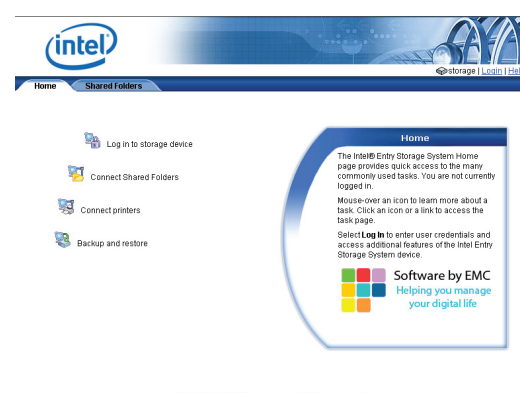 intel
storage | Login | Hel
Home
Shared Folders
Log in to storage device
Connect Shared Folders
Connect printers
Backup and restore
Home
The Intel® Entry Storage System Home
page provides quick access to the many
commonly used tasks. You are not currently
logged in.
Mouse-over an icon to learn more about a
task. Click an icon or a link to access the
task page.
Select Log In to enter user credentials and
access additional features of the Intel Entry
Storage System device.
Software by EMC
Helping you manage
your digital life